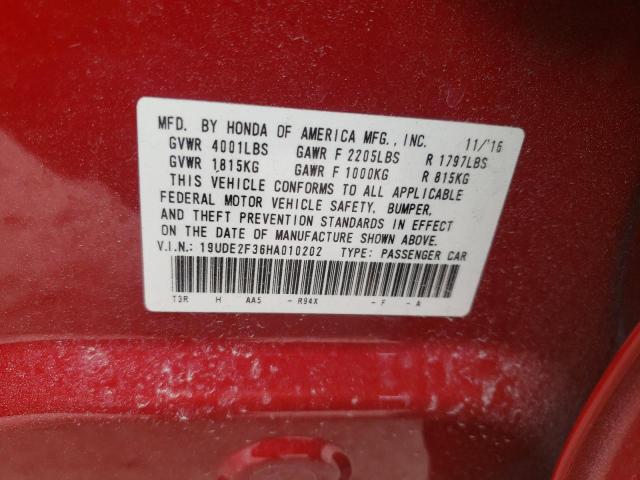 MFD. BY HONDA OF AMERICA MFG., INC. 11/'16
GVWR 4001LBS GAWR F 2205LBS R 1797LBS
GVWR 1815KG GAWR F 1000KG R 815KG
THIS VEHICLE CONFORMS TO ALL APPLICABLE
FEDERAL MOTOR VEHICLE SAFETY, BUMPER,
AND THEFT PREVENTION STANDARDS IN EFFECT
ON THE DATE OF MANUFACTURE SHOWN ABOVE.
V.I.N.: 19UDE2F36HA010202 TYPE: PASSENGER CAR
T3R H AA5 - R94X - F - A